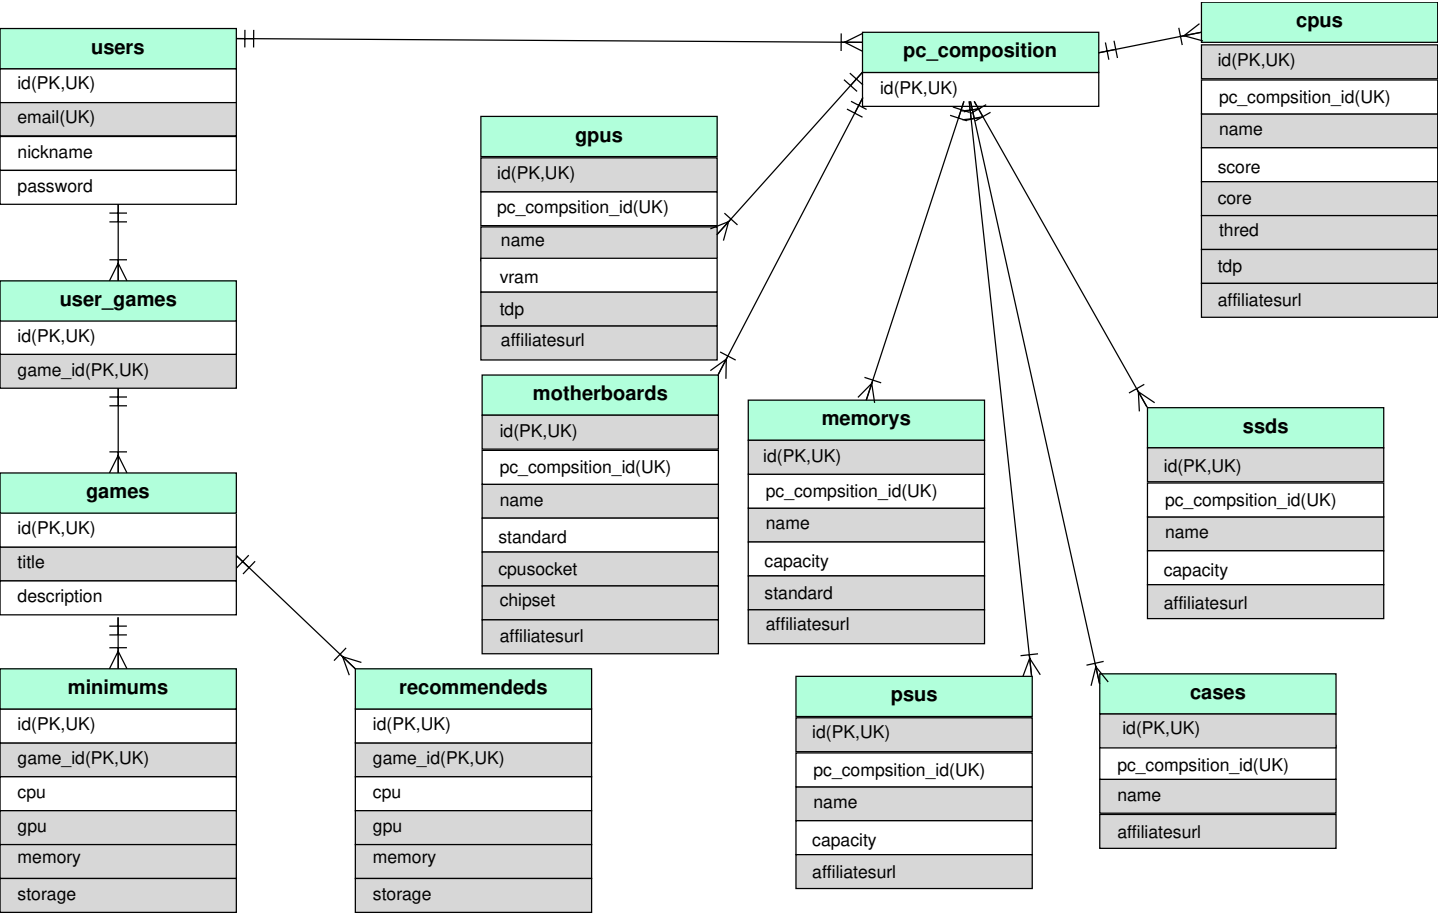 users
id(PK,UK)
email(UK)
nickname
password
user_games
id(PK,UK)
game_id(PK,UK)
games
id(PK,UK)
title
description
minimums
id(PK,UK)
game_id(PK,UK)
cpu
gpu
memory
storage
recommendeds
id(PK,UK)
game_id(PK,UK)
cpu
gpu
memory
storage
pc_composition
id(PK,UK)
gpus
id(PK,UK)
pc_compsition_id(UK)
name
vram
tdp
affiliatesurl
motherboards
id(PK,UK)
pc_compsition_id(UK)
name
standard
cpusocket
chipset
affiliatesurl
memorys
id(PK,UK)
pc_compsition_id(UK)
name
capacity
standard
affiliatesurl
psus
id(PK,UK)
pc_compsition_id(UK)
name
capacity
affiliatesurl
cases
id(PK,UK)
pc_compsition_id(UK)
name
affiliatesurl
ssds
id(PK,UK)
pc_compsition_id(UK)
name
capacity
affiliatesurl
cpus
id(PK,UK)
pc_compsition_id(UK)
name
score
core
thred
tdp
affiliatesurl